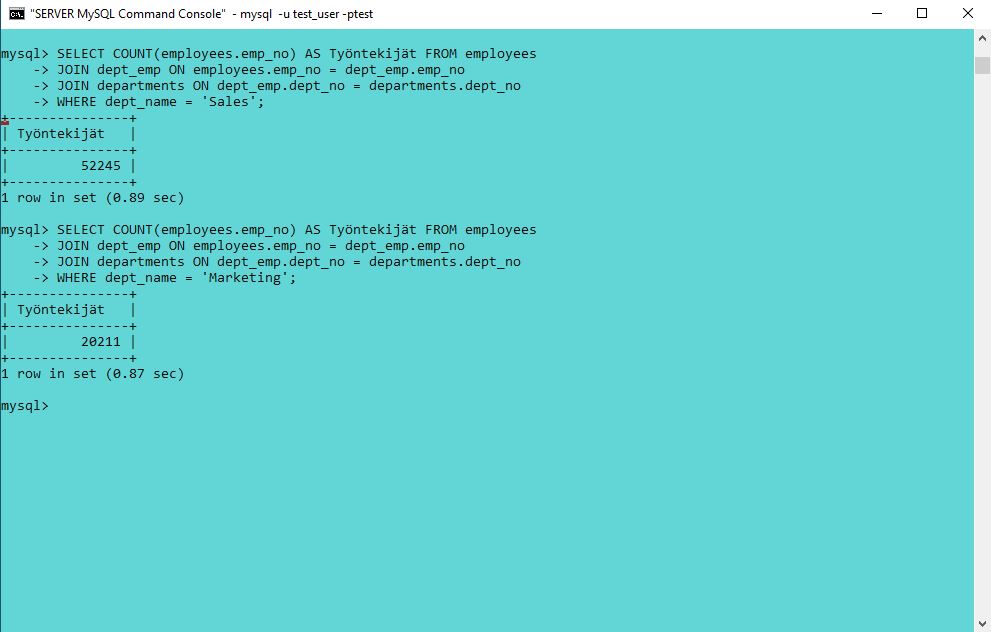 "SERVER MySQL Command Console" - mysql -u test_user -ptest
mysql> SELECT COUNT(employees.emp_no) AS Työntekijät FROM employees
    -> JOIN dept_emp ON employees.emp_no = dept_emp.emp_no
    -> JOIN departments ON dept_emp.dept_no = departments.dept_no
    -> WHERE dept_name = 'Sales';
+---------------+
| Työntekijät   |
+---------------+
|         52245 |
+---------------+
1 row in set (0.89 sec)

mysql> SELECT COUNT(employees.emp_no) AS Työntekijät FROM employees
    -> JOIN dept_emp ON employees.emp_no = dept_emp.emp_no
    -> JOIN departments ON dept_emp.dept_no = departments.dept_no
    -> WHERE dept_name = 'Marketing';
+---------------+
| Työntekijät   |
+---------------+
|         20211 |
+---------------+
1 row in set (0.87 sec)

mysql>